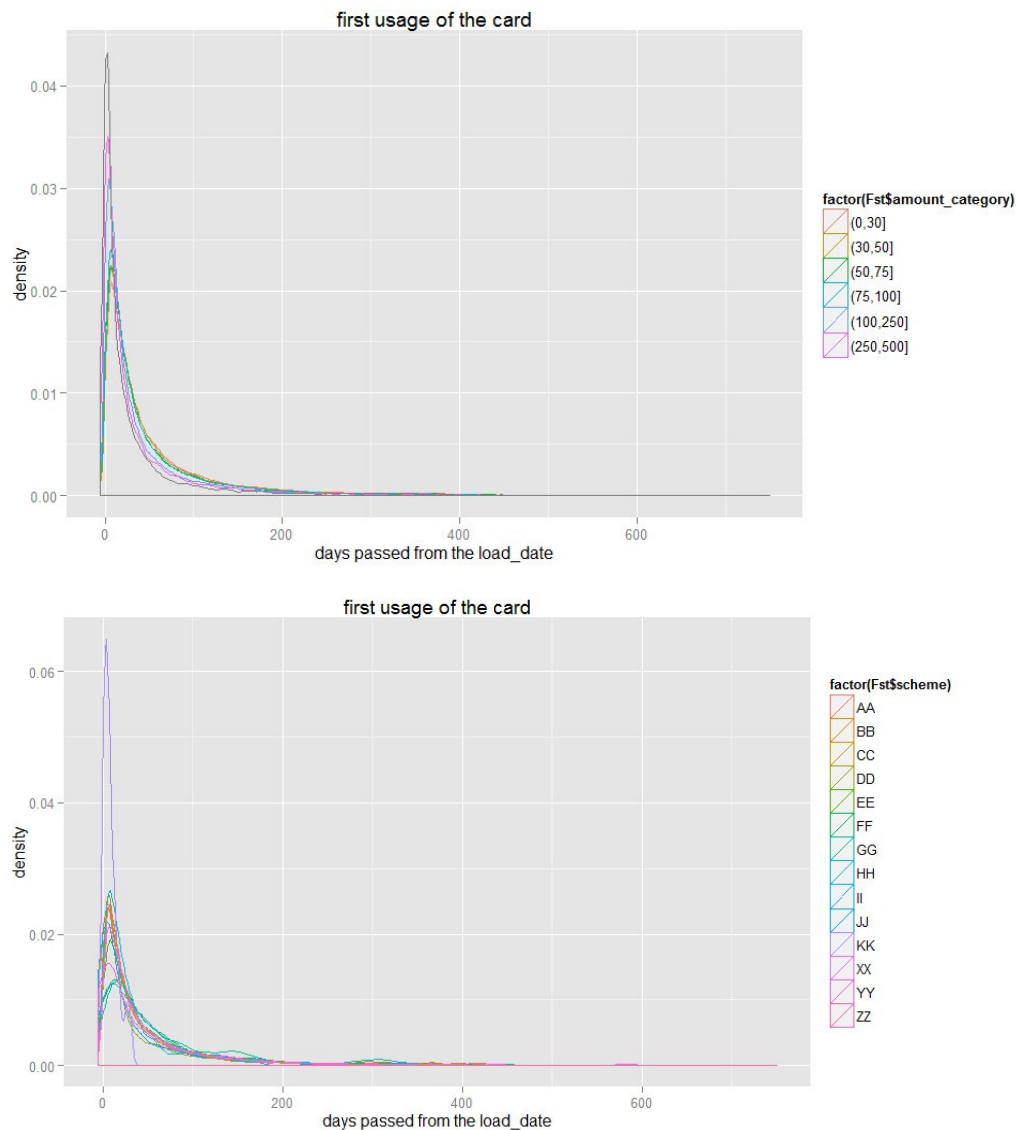 first usage of the card
0.04
0.03
0.02
0.01
0.00
density
0 200 400 600
days passed from the load_date
factor(Fst$amount_category)
(0,30]
(30,50]
(50,75]
(75,100]
(100,250]
(250,500]
first usage of the card
0.06
0.04
0.02
0.00
density
0 200 400 600
days passed from the load_date
factor(Fst$scheme)
AA
BB
CC
DD
EE
FF
GG
HH
II
JJ
KK
XX
YY
ZZ